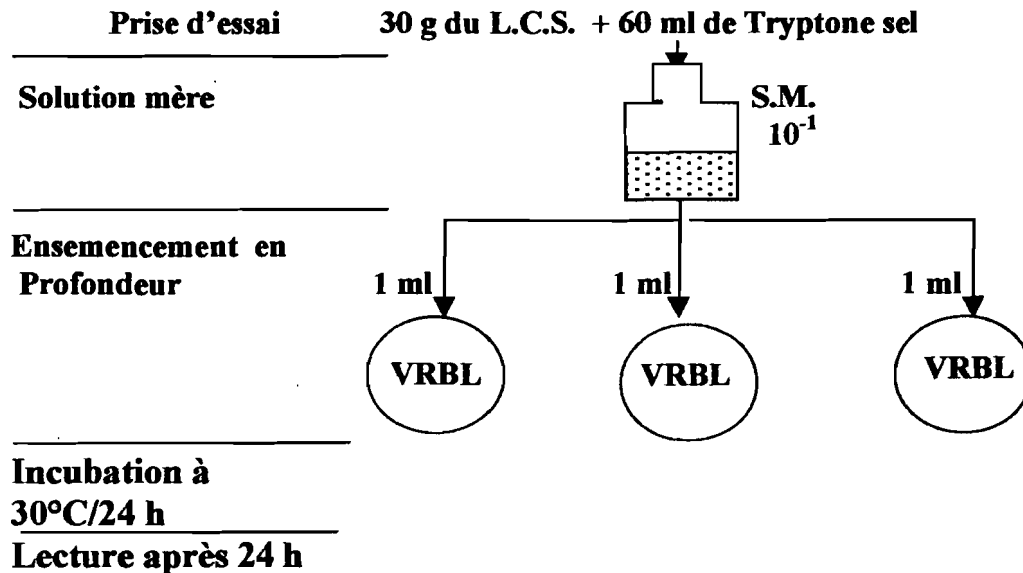 Prise d'essai 30 g du L.C.S. + 60 ml de Tryptone sel
Solution mère S.M.
10⁻¹
Ensemencement en
Profondeur 1 ml 1 ml 1 ml
VRBL VRBL VRBL
Incubation à
30°C/24 h
Lecture après 24 h